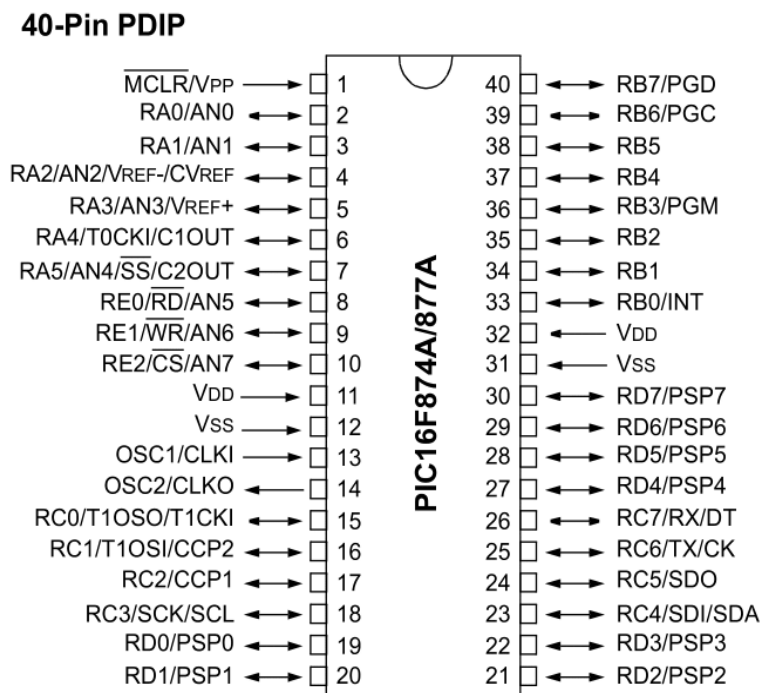 40-Pin PDIP
MCLR/VPP 1 40 RB7/PGD
RA0/AN0 2 39 RB6/PGC
RA1/AN1 3 38 RB5
RA2/AN2/VREF-/CVREF 4 37 RB4
RA3/AN3/VREF+ 5 36 RB3/PGM
RA4/T0CKI/C1OUT 6 35 RB2
RA5/AN4/SS/C2OUT 7 34 RB1
RE0/RD/AN5 8 33 RB0/INT
RE1/WR/AN6 9 32 VDD
RE2/CS/AN7 10 31 VSS
VDD 11 30 RD7/PSP7
VSS 12 29 RD6/PSP6
OSC1/CLKI 13 28 RD5/PSP5
OSC2/CLKO 14 27 RD4/PSP4
RC0/T1OSO/T1CKI 15 26 RC7/RX/DT
RC1/T1OSI/CCP2 16 25 RC6/TX/CK
RC2/CCP1 17 24 RC5/SDO
RC3/SCK/SCL 18 23 RC4/SDI/SDA
RD0/PSP0 19 22 RD3/PSP3
RD1/PSP1 20 21 RD2/PSP2
PIC16F874A/877A